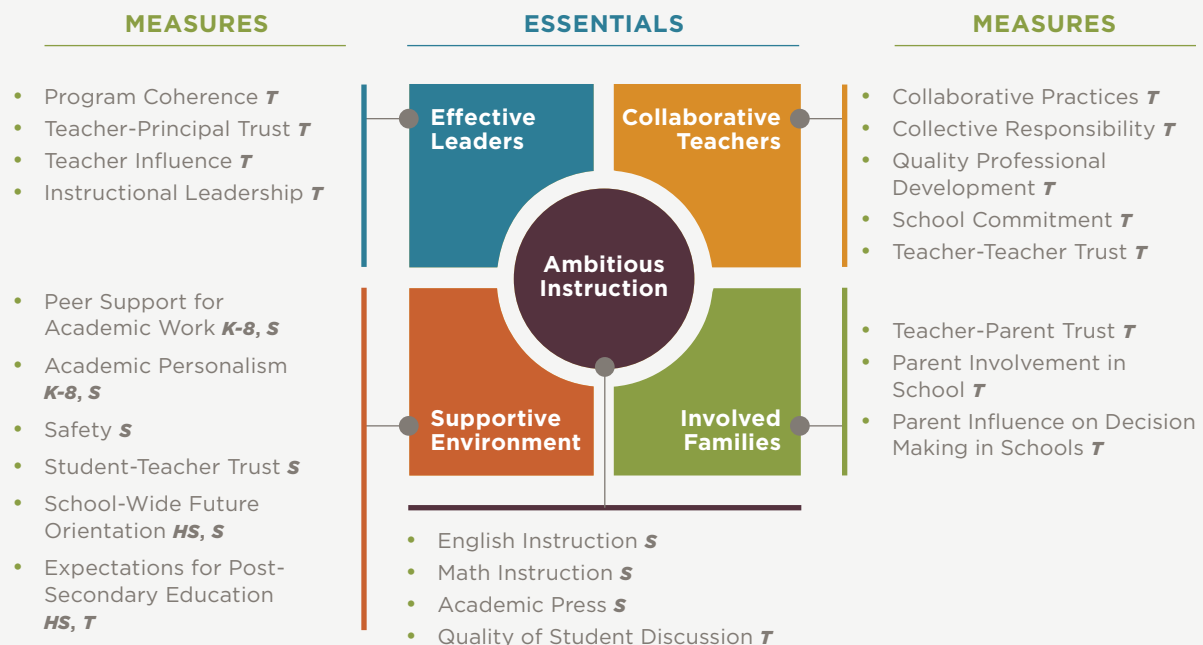 MEASURES
Program Coherence T
Teacher-Principal Trust T
Teacher Influence T
Instructional Leadership T
Peer Support for
Academic Work K-8, S
Academic Personalism
K-8, S
Safety S
Student-Teacher Trust S
School-Wide Future
Orientation HS, S
Expectations for Post-
Secondary Education
HS, T
ESSENTIALS
Effective
Leaders
Collaborative
Teachers
Ambitious
Instruction
Supportive
Environment
Involved
Families
English Instruction S
Math Instruction S
Academic Press S
Quality of Student Discussion T
MEASURES
Collaborative Practices T
Collective Responsibility T
Quality Professional
Development T
School Commitment T
Teacher-Teacher Trust T
Teacher-Parent Trust T
Parent Involvement in
School T
Parent Influence on Decision
Making in Schools T